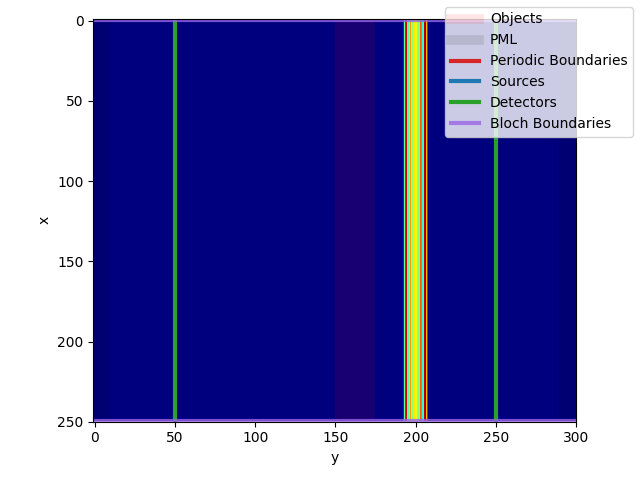 Objects
PML
Periodic Boundaries
Sources
Detectors
Bloch Boundaries
0
50
100
150
200
250
x
0
50
100
150
200
250
300
y